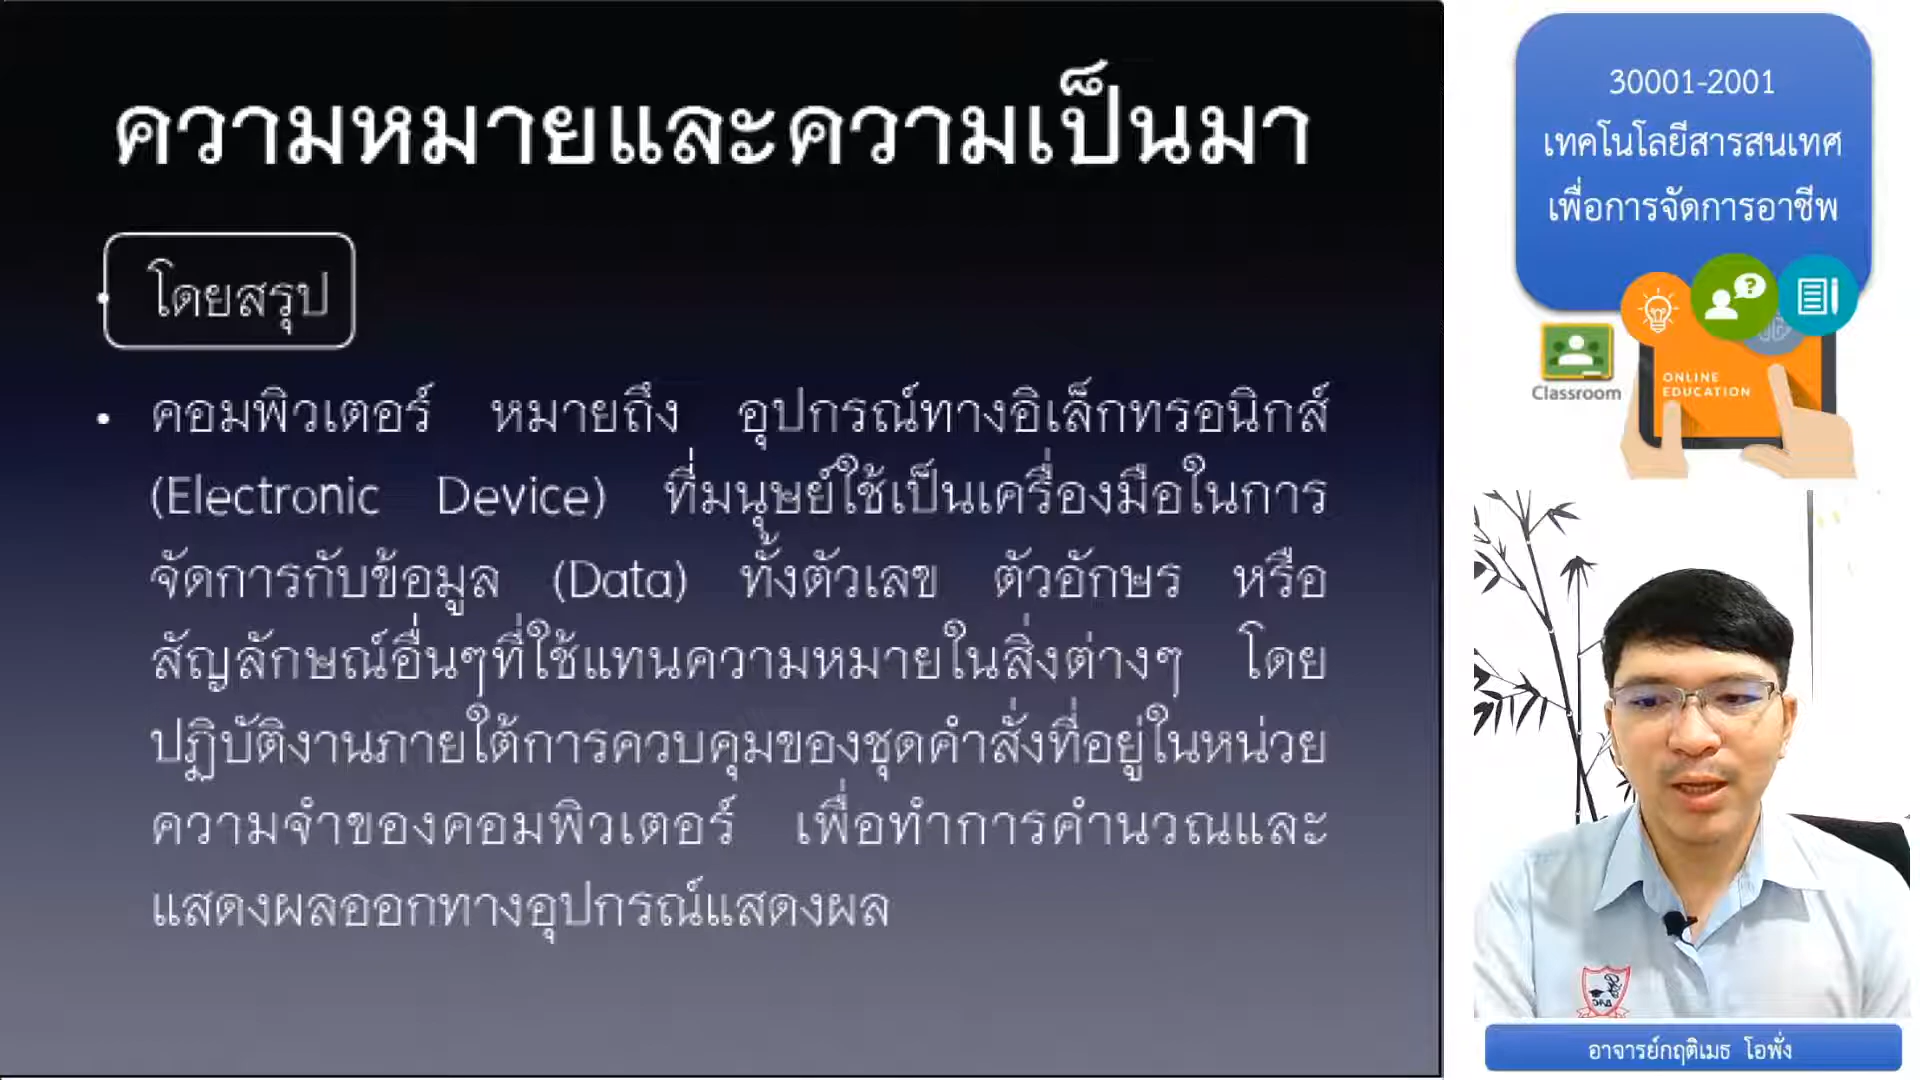 ความหมายและความเป็นมา
โดยสรุป
คอมพิวเตอร์ หมายถึง อุปกรณ์ทางอิเล็กทรอนิกส์
(Electronic Device) ที่มนุษย์ใช้เป็นเครื่องมือในการ
จัดการกับข้อมูล (Data) ทั้งตัวเลข ตัวอักษร หรือ
สัญลักษณ์อื่นๆที่ใช้แทนความหมายในสิ่งต่างๆ โดย
ปฏิบัติงานภายใต้การควบคุมของชุดคำสั่งที่อยู่ในหน่วย
ความจำของคอมพิวเตอร์ เพื่อทำการคำนวณและ
แสดงผลออกทางอุปกรณ์แสดงผล
30001-2001
เทคโนโลยีสารสนเทศ
เพื่อการจัดการอาชีพ
Classroom
ONLINE
EDUCATION
อาจารย์กฤติเมธ โอพั่ง